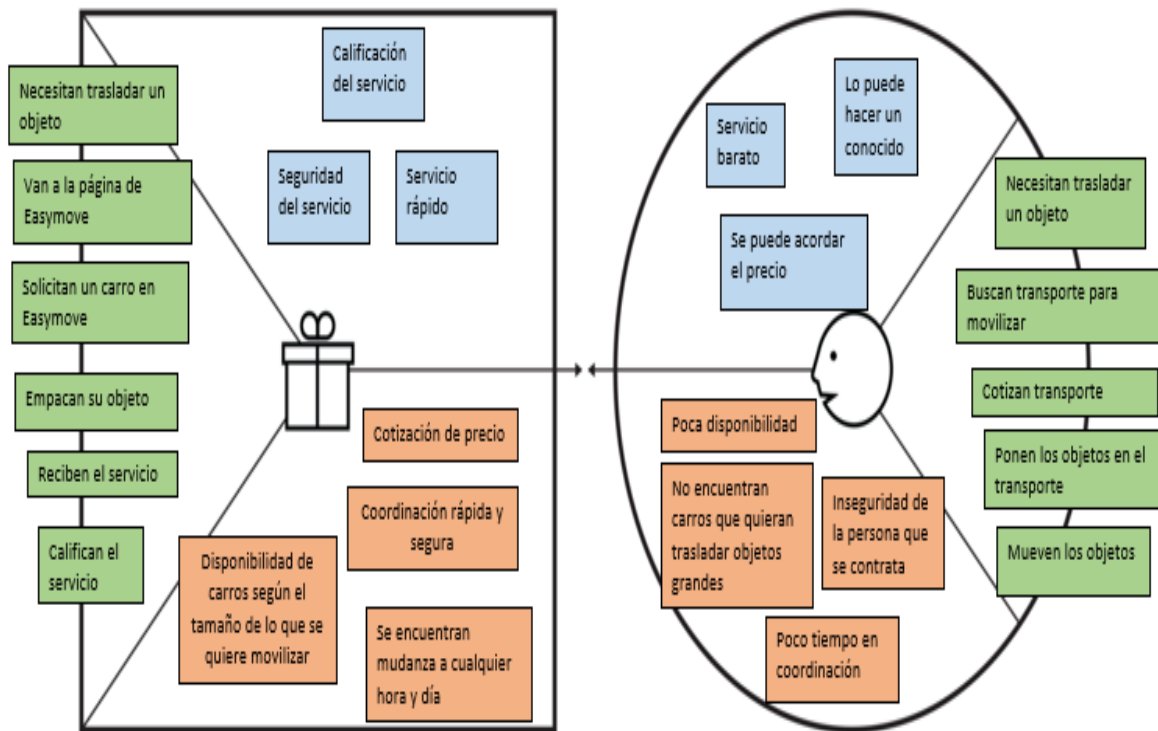 Necesitan trasladar un
objeto
Van a la página de
Easymove
Solicitan un carro en
Easymove
Empacan su objeto
Reciben el servicio
Califican el
servicio
Calificación
del servicio
Seguridad
del servicio
Servicio
rápido
Cotización de precio
Coordinación rápida y
segura
Disponibilidad de
carros según el
tamaño de lo que se
quiere movilizar
Se encuentran
mudanza a cualquier
hora y día
Servicio
barato
Lo puede
hacer un
conocido
Se puede acordar
el precio
Poca disponibilidad
No encuentran
carros que quieran
trasladar objetos
grandes
Inseguridad de
la persona que
se contrata
Poco tiempo en
coordinación
Necesitan trasladar
un objeto
Buscan transporte para
movilizar
Cotizan transporte
Ponen los objetos en el
transporte
Mueven los objetos